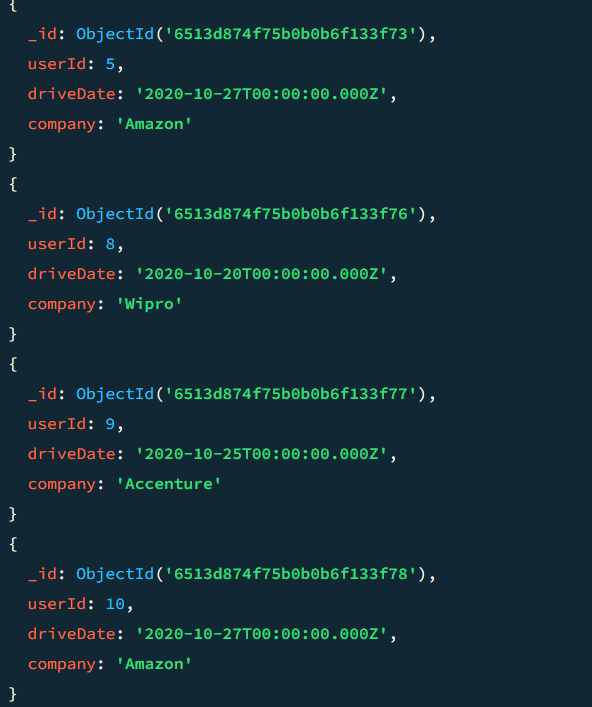 {
_id: ObjectId('6513d874f75b0b0b6f133f73'),
userId: 5,
driveDate: '2020-10-27T00:00:00.000Z',
company: 'Amazon'
}
{
_id: ObjectId('6513d874f75b0b0b6f133f76'),
userId: 8,
driveDate: '2020-10-20T00:00:00.000Z',
company: 'Wipro'
}
{
_id: ObjectId('6513d874f75b0b0b6f133f77'),
userId: 9,
driveDate: '2020-10-25T00:00:00.000Z',
company: 'Accenture'
}
{
_id: ObjectId('6513d874f75b0b0b6f133f78'),
userId: 10,
driveDate: '2020-10-27T00:00:00.000Z',
company: 'Amazon'
}